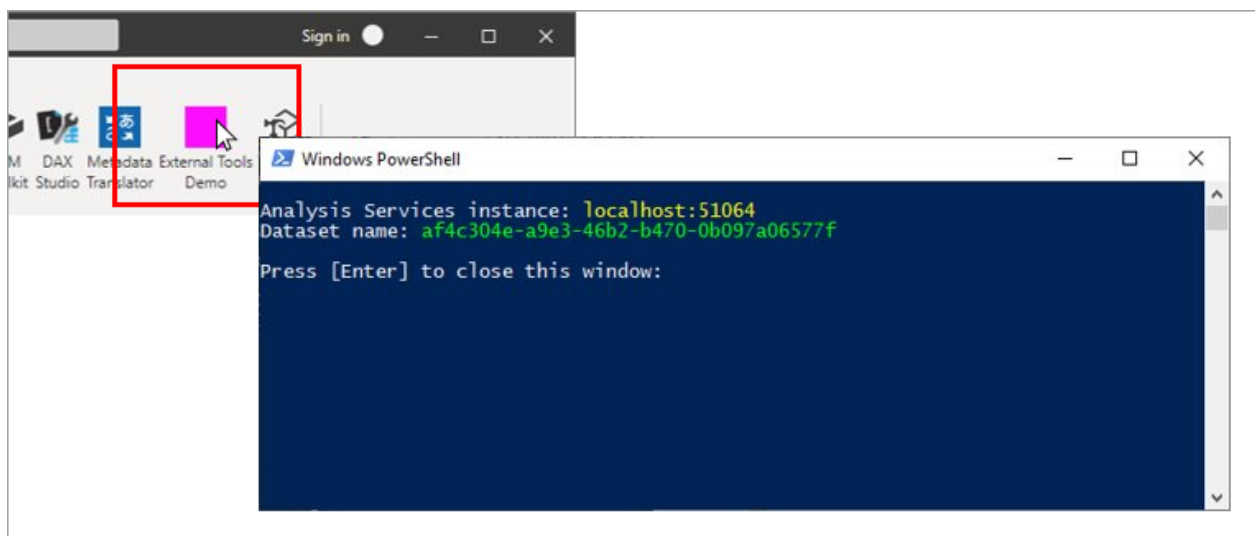 Sign in
M DAX Metadata External Tools
lkit Studio Translator Demo
Windows PowerShell
Analysis Services instance: localhost:51064
Dataset name: af4c304e-a9e3-46b2-b470-0b097a06577f
Press [Enter] to close this window: